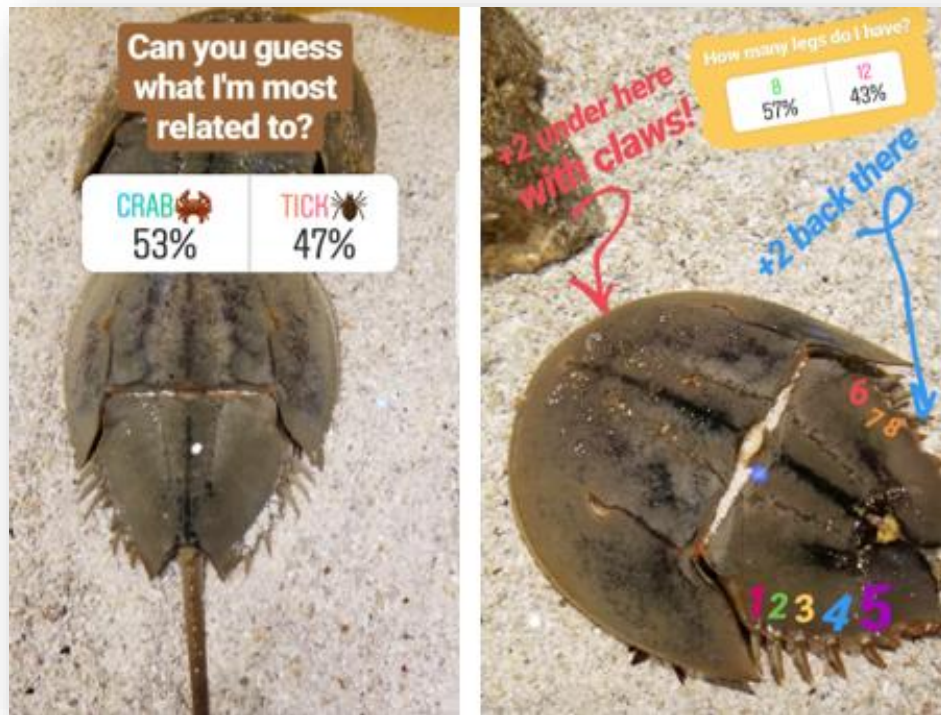 Can you guess
what I'm most
related to?
CRAB🦀
53%
TICK🕷
47%
How many legs do I have?
8
57%
12
43%
+2 under here
with claws!
+2 back there
6
7 8
1 2 3 4 5